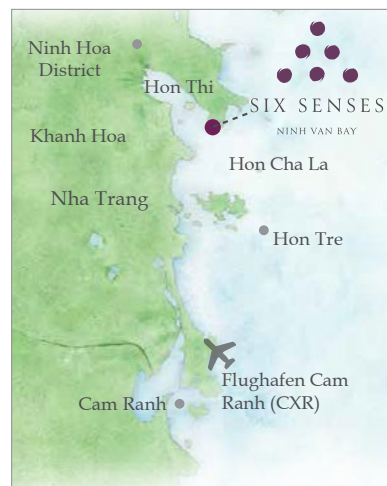 Ninh Hoa
District
Hon Thi
SIX SENSES
NINH VAN BAY
Khanh Hoa
Hon Cha La
Nha Trang
Hon Tre
Flughafen Cam
Ranh (CXR)
Cam Ranh